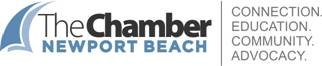 The Chamber
NEWPORT BEACH
CONNECTION.
EDUCATION.
COMMUNITY.
ADVOCACY.